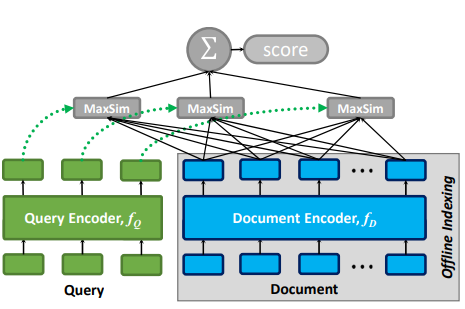 Σ score
MaxSim MaxSim MaxSim
Query Encoder, f_Q Document Encoder, f_D
Query Document
Offline Indexing